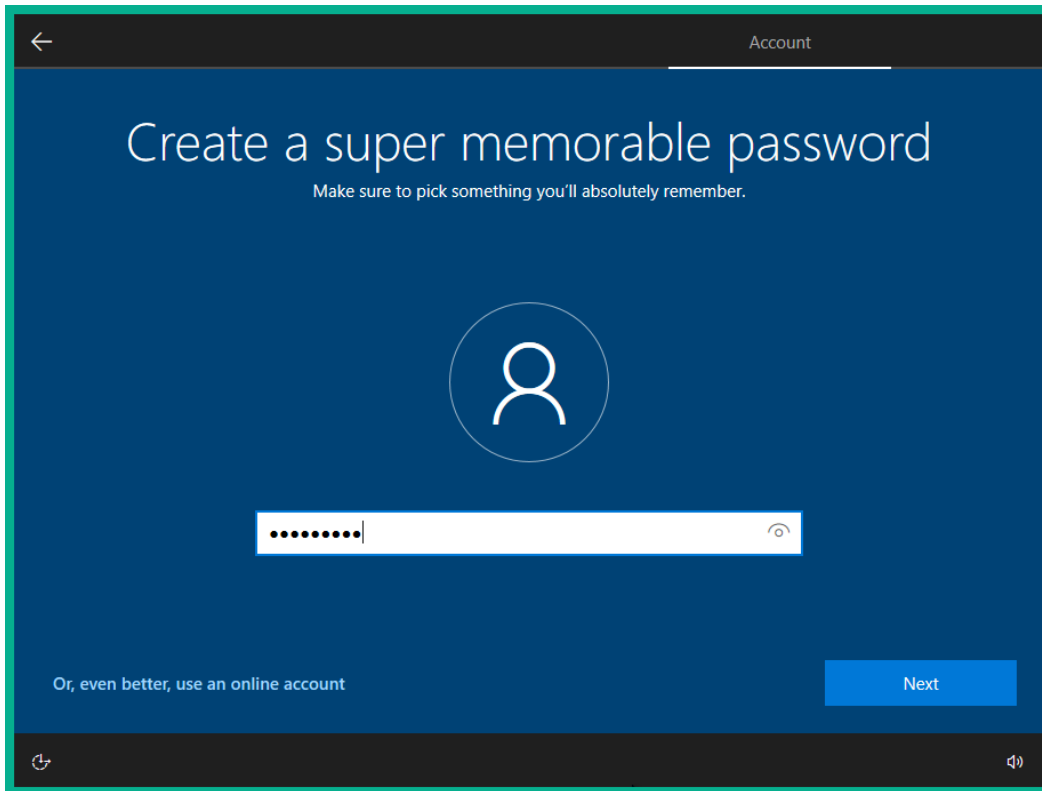 Account
Create a super memorable password
Make sure to pick something you'll absolutely remember.
•••••••••
Or, even better, use an online account
Next